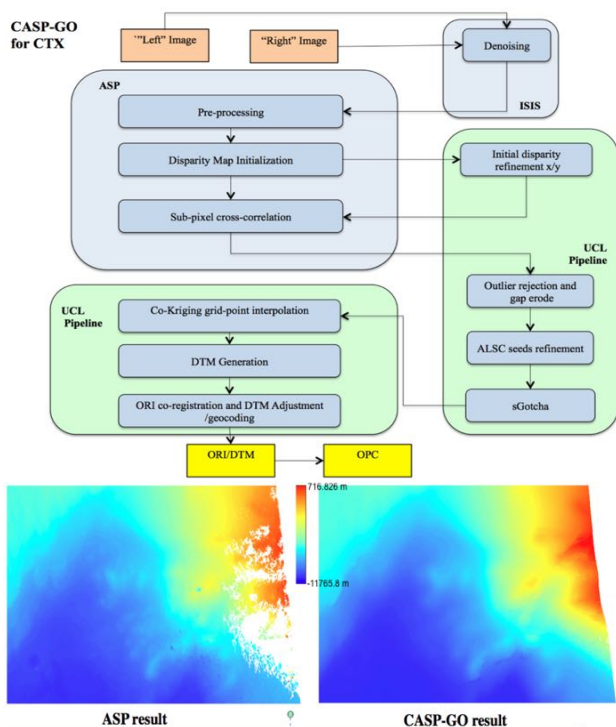 CASP-GO
for CTX
`"Left" Image
"Right" Image
Denoising
ISIS
ASP
Pre-processing
Disparity Map Initialization
Initial disparity
refinement x/y
Sub-pixel cross-correlation
UCL
Pipeline
Outlier rejection and
gap erode
ALSC seeds refinement
sGotcha
UCL
Pipeline
Co-Kriging grid-point interpolation
DTM Generation
ORI co-registration and DTM Adjustment
/geocoding
ORI/DTM
OPC
716.826 m
-11765.8 m
ASP result
CASP-GO result